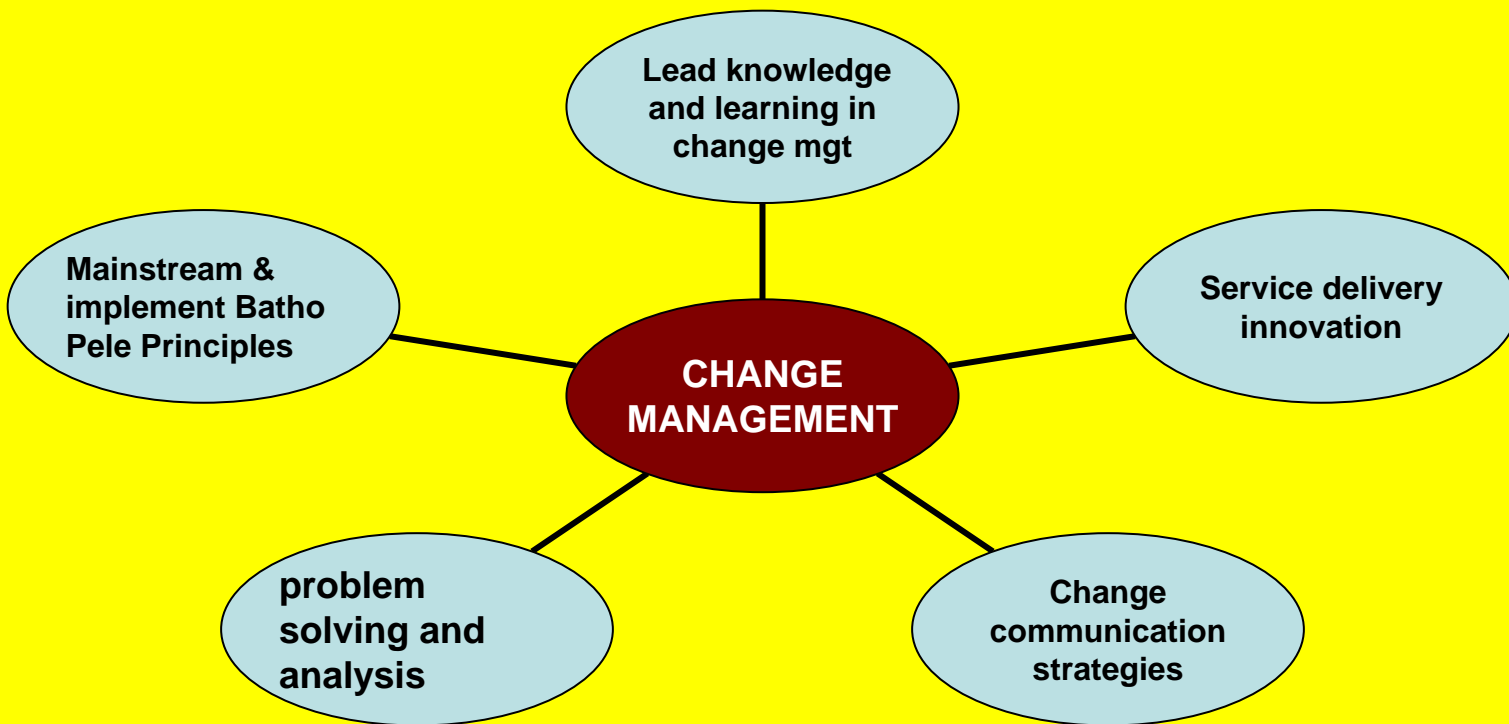 Lead knowledge
and learning in
change mgt
Mainstream &
implement Batho
Pele Principles
Service delivery
innovation
CHANGE
MANAGEMENT
problem
solving and
analysis
Change
communication
strategies